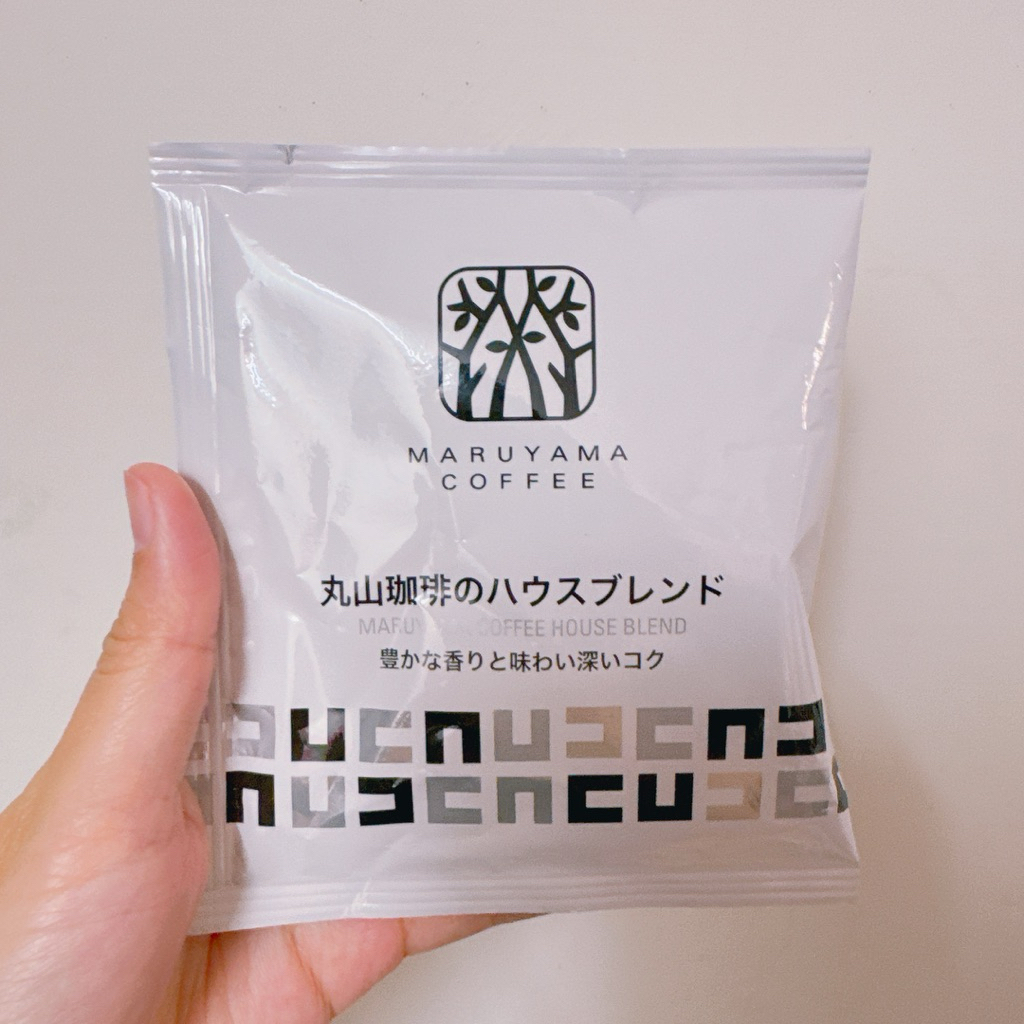 MARUYAMA
COFFEE
丸山珈琲のハウスブレンド
COFFEE HOUSE BLEND
豊かな香りと味わい深いコク